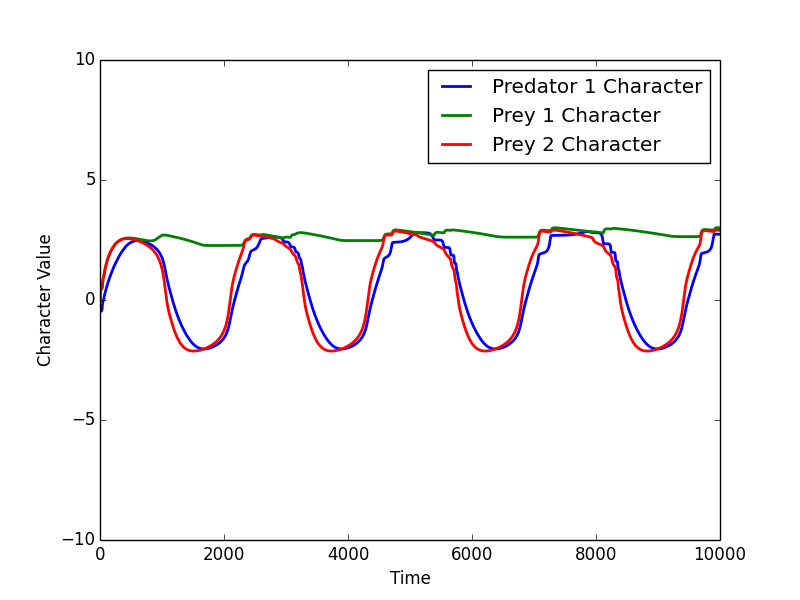 10
Predator 1 Character
Prey 1 Character
Prey 2 Character
5
Character Value
0
−5
−10
0 2000 4000 6000 8000 10000
Time